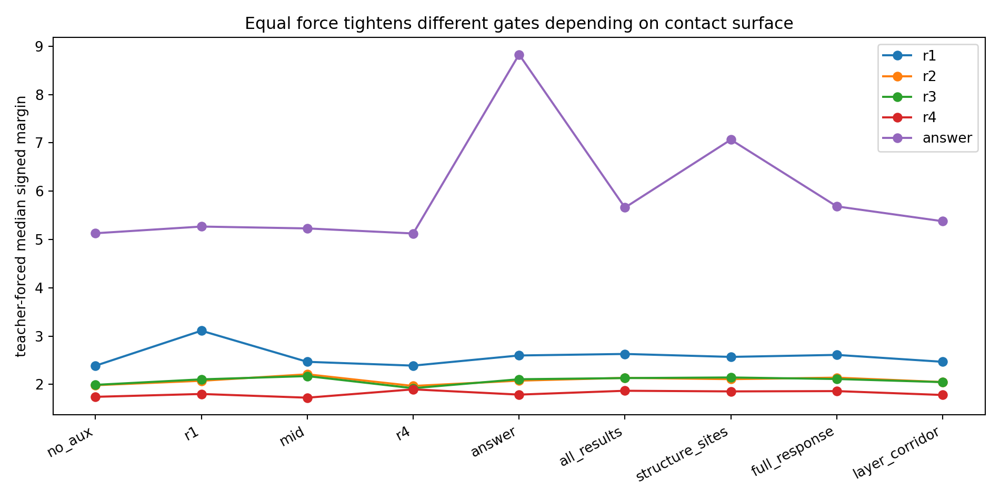 Equal force tightens different gates depending on contact surface
teacher-forced median signed margin
9
8
7
6
5
4
3
2
r1
r2
r3
r4
answer
no_aux
r1
mid
r4
answer
all_results
structure_sites
full_response
layer_corridor